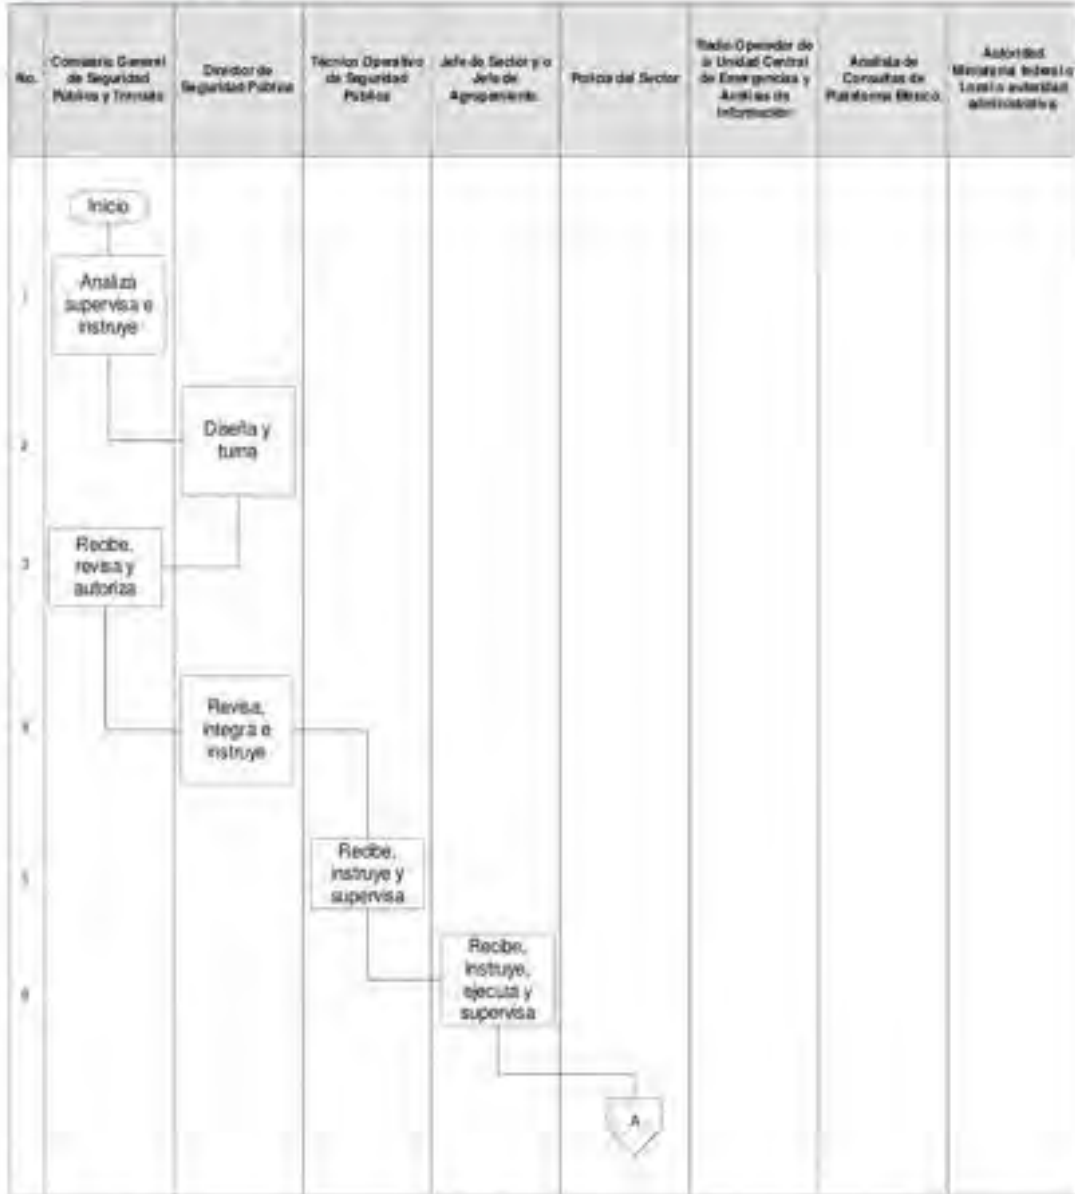 No.
Comisario General
de Seguridad
Pública y Tránsito
Director de
Seguridad Pública
Técnico Operativo
de Seguridad
Pública
Jefe de Sector y o
Jefe de
Agrupamiento
Policía del Sector
Radio Operador de
la Unidad Central
de Emergencias y
Análisis de
Información
Analista de
Consultas de
Plataforma México
Autoridad
Ministerial federal o
Local o autoridad
administrativa
Inicio
1
Analiza
supervisa e
instruye
2
Diseña y
turna
3
Recibe,
revisa y
autoriza
4
Revisa,
integra e
instruye
5
Recibe,
instruye y
supervisa
6
Recibe,
instruye,
ejecuta y
supervisa
A